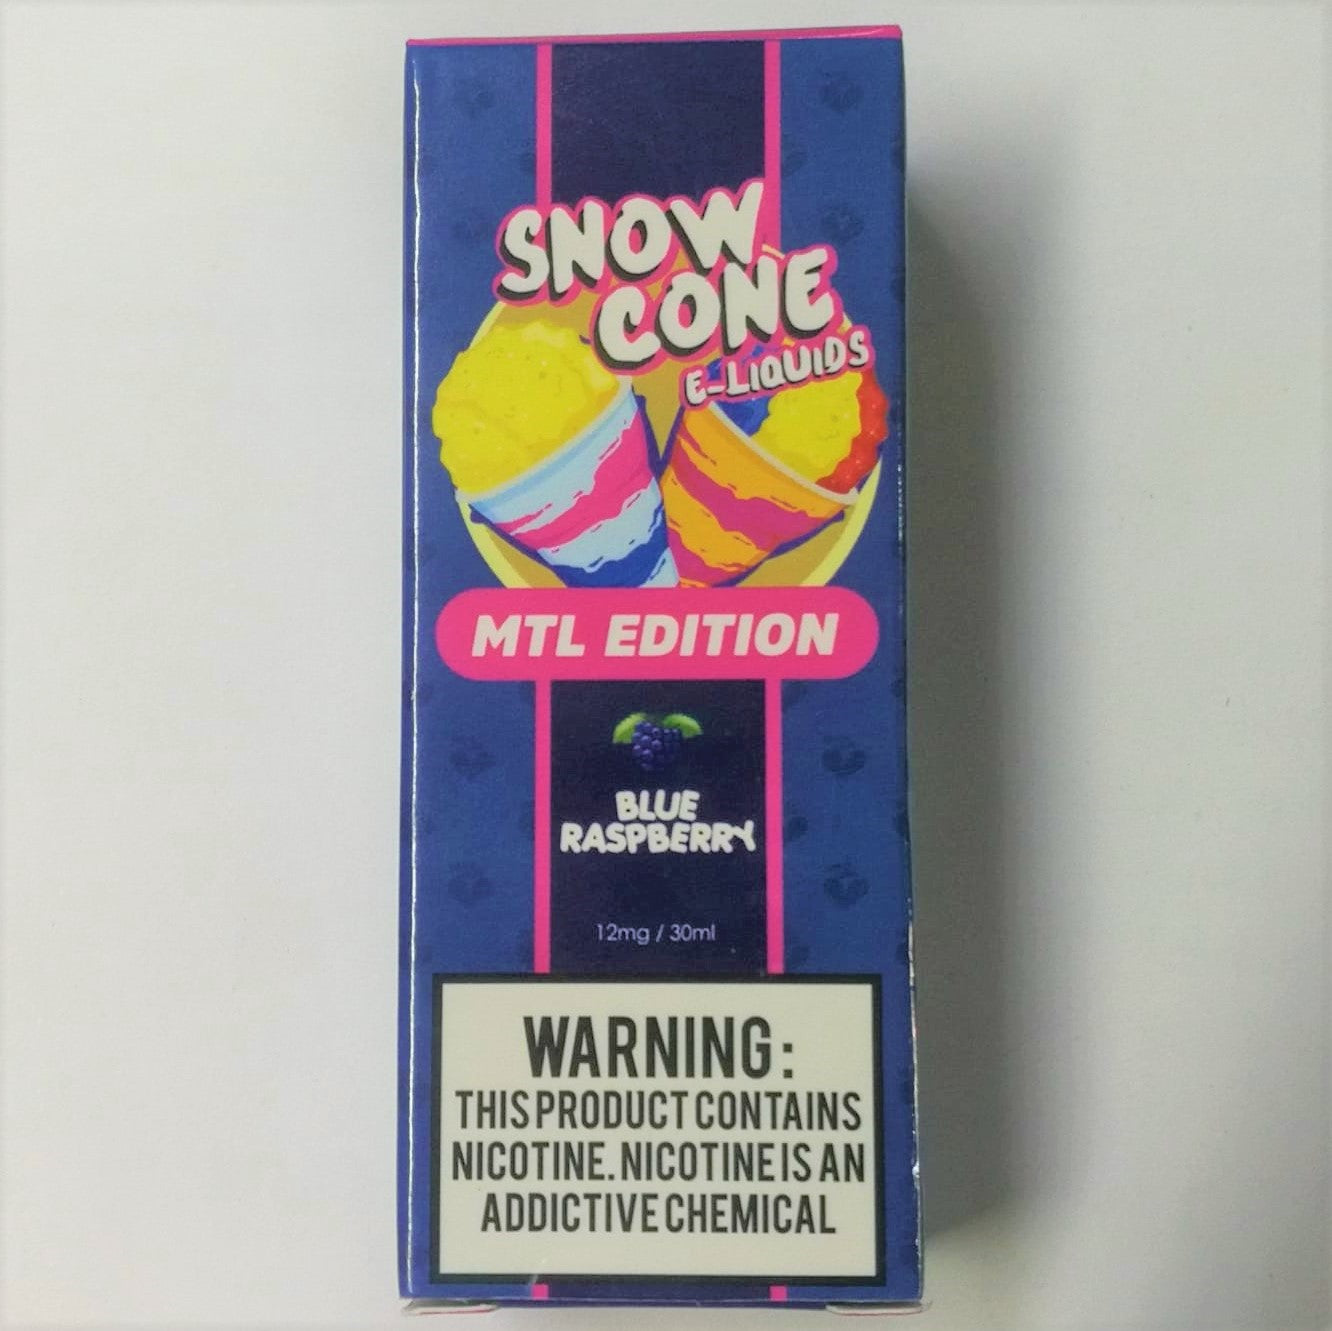 SNOW
CONE
E-LIQUIDS
MTL EDITION
BLUE
RASPBERRY
12mg / 30ml
WARNING:
THIS PRODUCT CONTAINS
NICOTINE. NICOTINE IS AN
ADDICTIVE CHEMICAL